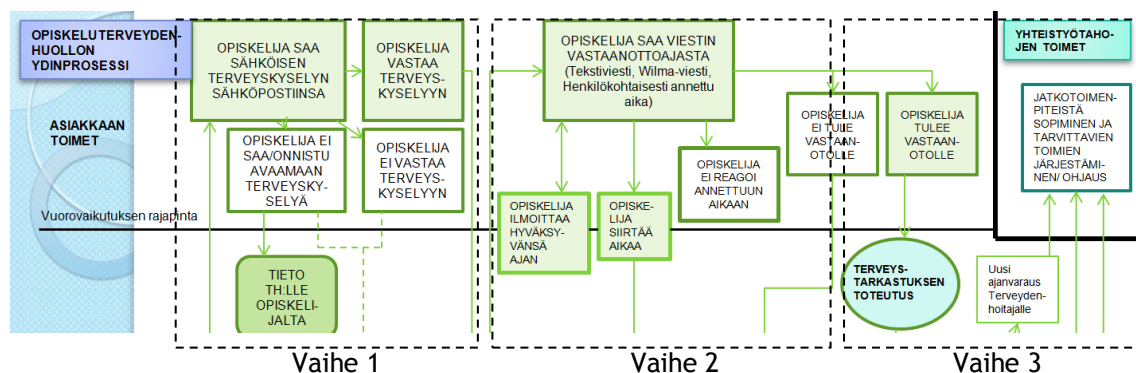 OPISKELUTERVEYDEN-
HUOLLON
YDINPROSESSI
ASIAKKAAN
TOIMET
Vuorovaikutuksen rajapinta
OPISKELIJA SAA
SÄHKÖISEN
TERVEYSKYSELYN
SÄHKÖPOSTIINSA
OPISKELIJA
VASTAA
TERVEYS-
KYSELYYN
OPISKELIJA EI
SAA/ONNISTU
AVAAMAAN
TERVEYSKY-
SELYÄ
OPISKELIJA
EI VASTAA
TERVEYS-
KYSELYYN
TIETO
TH:LLE
OPISKELI-
JALTA
Vaihe 1
OPISKELIJA SAA VIESTIN
VASTAANOTTOAJASTA
(Tekstiviesti, Wilma-viesti,
Henkilökohtaisesti annettu
aika)
OPISKELIJA
ILMOITTAA
HYVÄKSY-
VÄNSÄ
AJAN
OPISKE-
LIJA
SIIRTÄÄ
AIKAA
OPISKELIJA
EI REAGOI
ANNETTUUN
AIKAAN
OPISKELIJA
EI TULE
VASTAAN-
OTOLLE
Vaihe 2
OPISKELIJA
TULEE
VASTAAN-
OTOLLE
TERVEYS-
TARKASTUKSEN
TOTEUTUS
Uusi
ajanvaraus
Terveyden-
hoitajalle
Vaihe 3
YHTEISTYÖTAHO-
JEN TOIMET
JATKOTOIMEN-
PITEISTÄ
SOPIMINEN JA
TARVITTAVIEN
TOIMIEN
JÄRJESTÄMI-
NEN/ OHJAUS